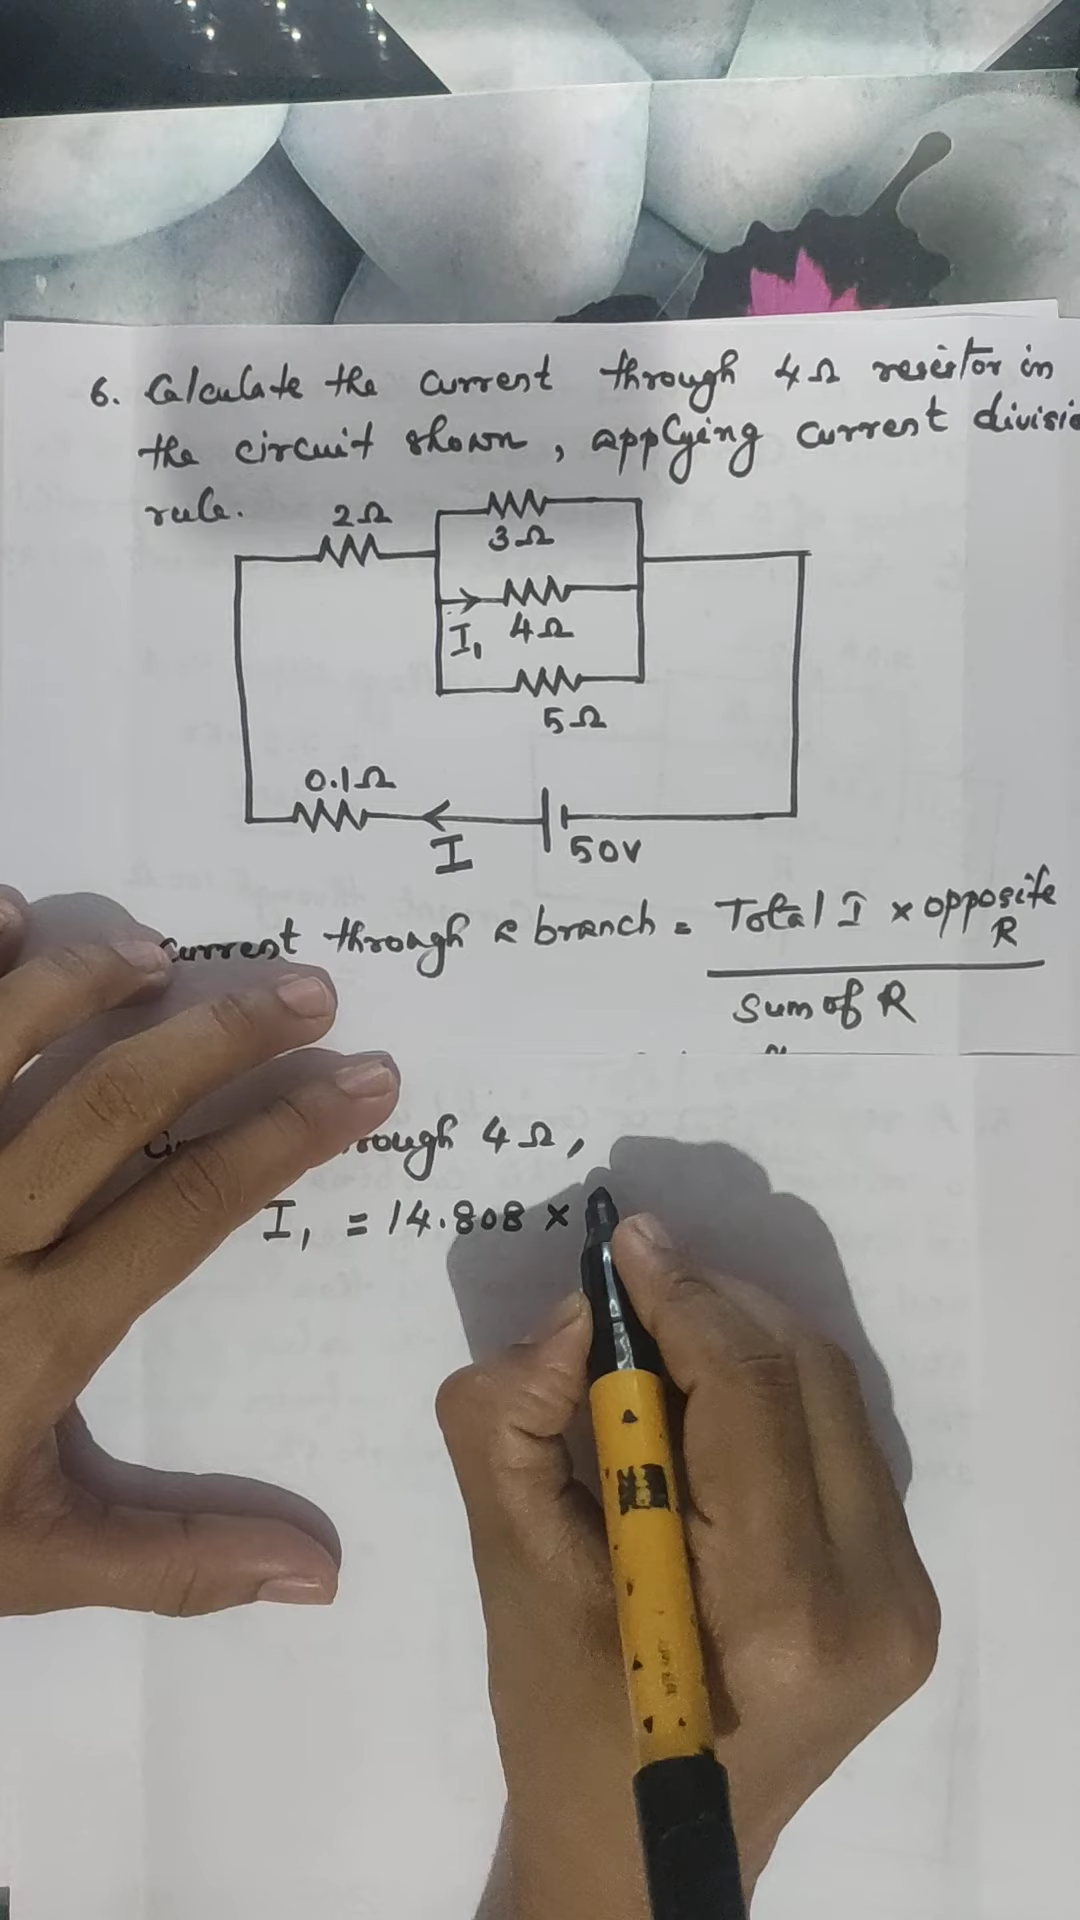 6. Calculate the current through 4Ω resistor in
the circuit shown, applying current divisio
rule.
2Ω
3Ω
I₁ 4Ω
5Ω
0.1Ω
I 50V
current through a branch = Total I × opposite R
Sum of R
rough 4Ω,
I₁ = 14.808 ×